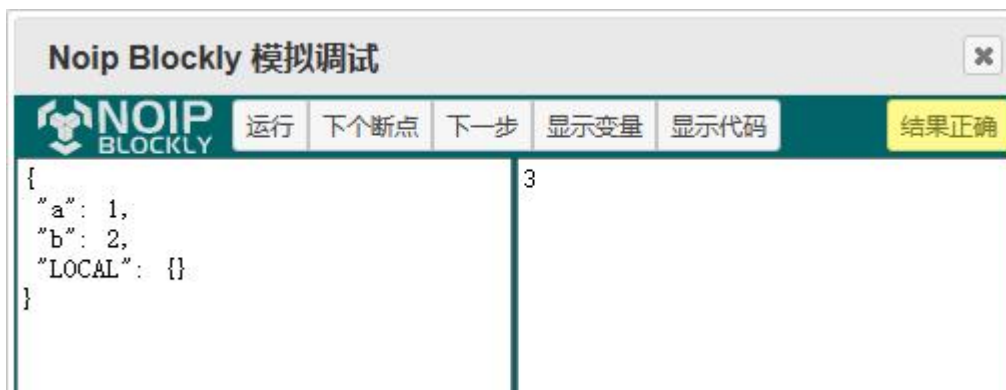 Noip Blockly 模拟调试
NOIP BLOCKLY 运行 下个断点 下一步 显示变量 显示代码 结果正确
{
"a": 1,
"b": 2,
"LOCAL": {}
}
3